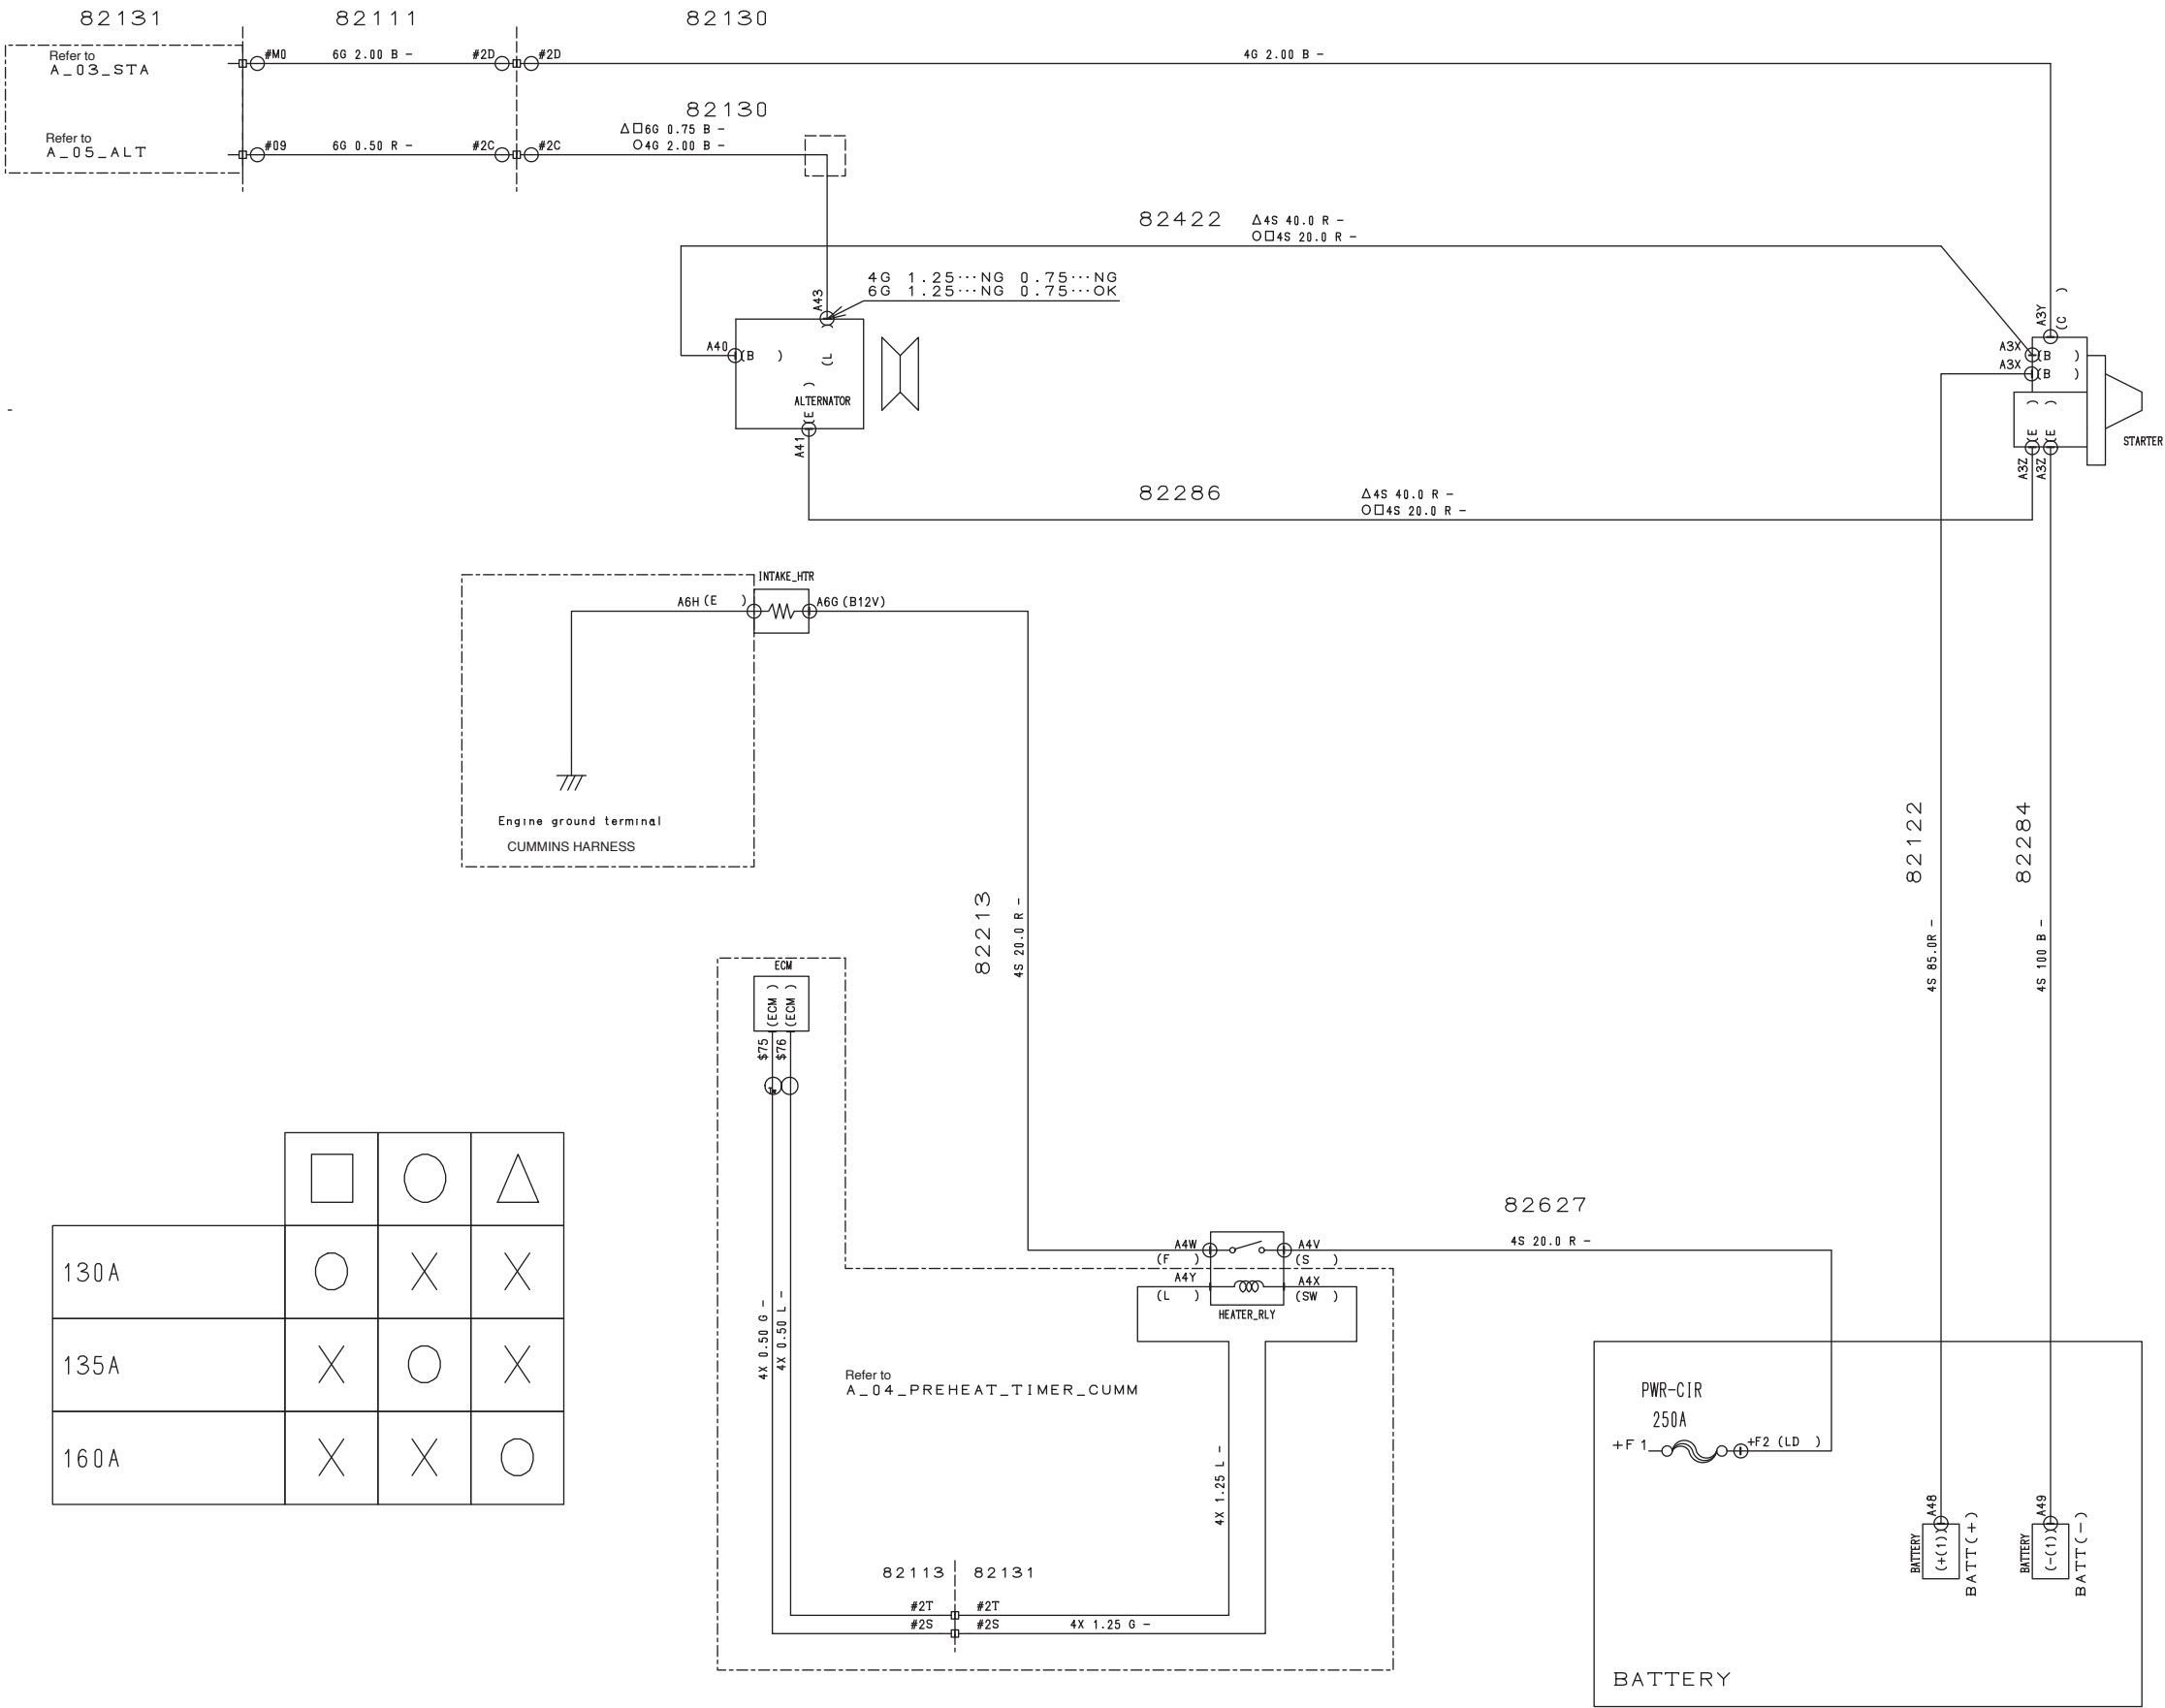 82131
82111
82130
Refer to
A_03_STA
#M0
6G 2.00 B -
#2D
#2D
4G 2.00 B -
82130
Refer to
A_05_ALT
#09
6G 0.50 R -
#2C
#2C
△□6G 0.75 B -
○4G 2.00 B -
82422
△4S 40.0 R -
○□4S 20.0 R -
4G 1.25···NG 0.75···NG
6G 1.25···NG 0.75···OK
A43
(L )
A40
(B )
ALTERNATOR
(E )
A41
A3Y
(C )
A3X
(B )
A3X
(B )
(E )
(E )
A3Z
A3Z
STARTER
-
82286
△4S 40.0 R -
○□4S 20.0 R -
INTAKE_HTR
A6H (E )
A6G (B12V)
Engine ground terminal
CUMMINS HARNESS
82213
4S 20.0 R -
82122
4S 85.0R -
82284
4S 100 B -
ECM
(ECM )
(ECM )
$75
$76
4X 0.50 G -
4X 0.50 L -
82627
4S 20.0 R -
A4W
(F )
A4V
(S )
A4Y
(L )
A4X
(SW )
HEATER_RLY
Refer to
A_04_PREHEAT_TIMER_CUMM
4X 1.25 L -
82113
82131
#2T
#2T
#2S
#2S
4X 1.25 G -
□ ○ △
130A ○ X X
135A X ○ X
160A X X ○
PWR-CIR
250A
+F1
+F2 (LD )
A48
BATTERY
(+(1))
BATT(+)
A49
BATTERY
(-(1))
BATT(-)
BATTERY